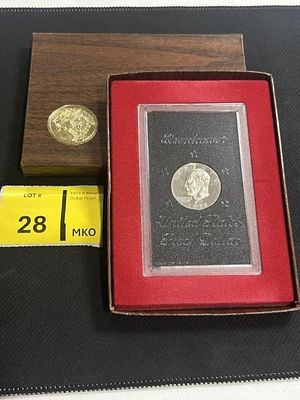 Eisenhower
United States
Proof Dollar
LOT #
28
1971 S Silver
Dollar Proof
MKO